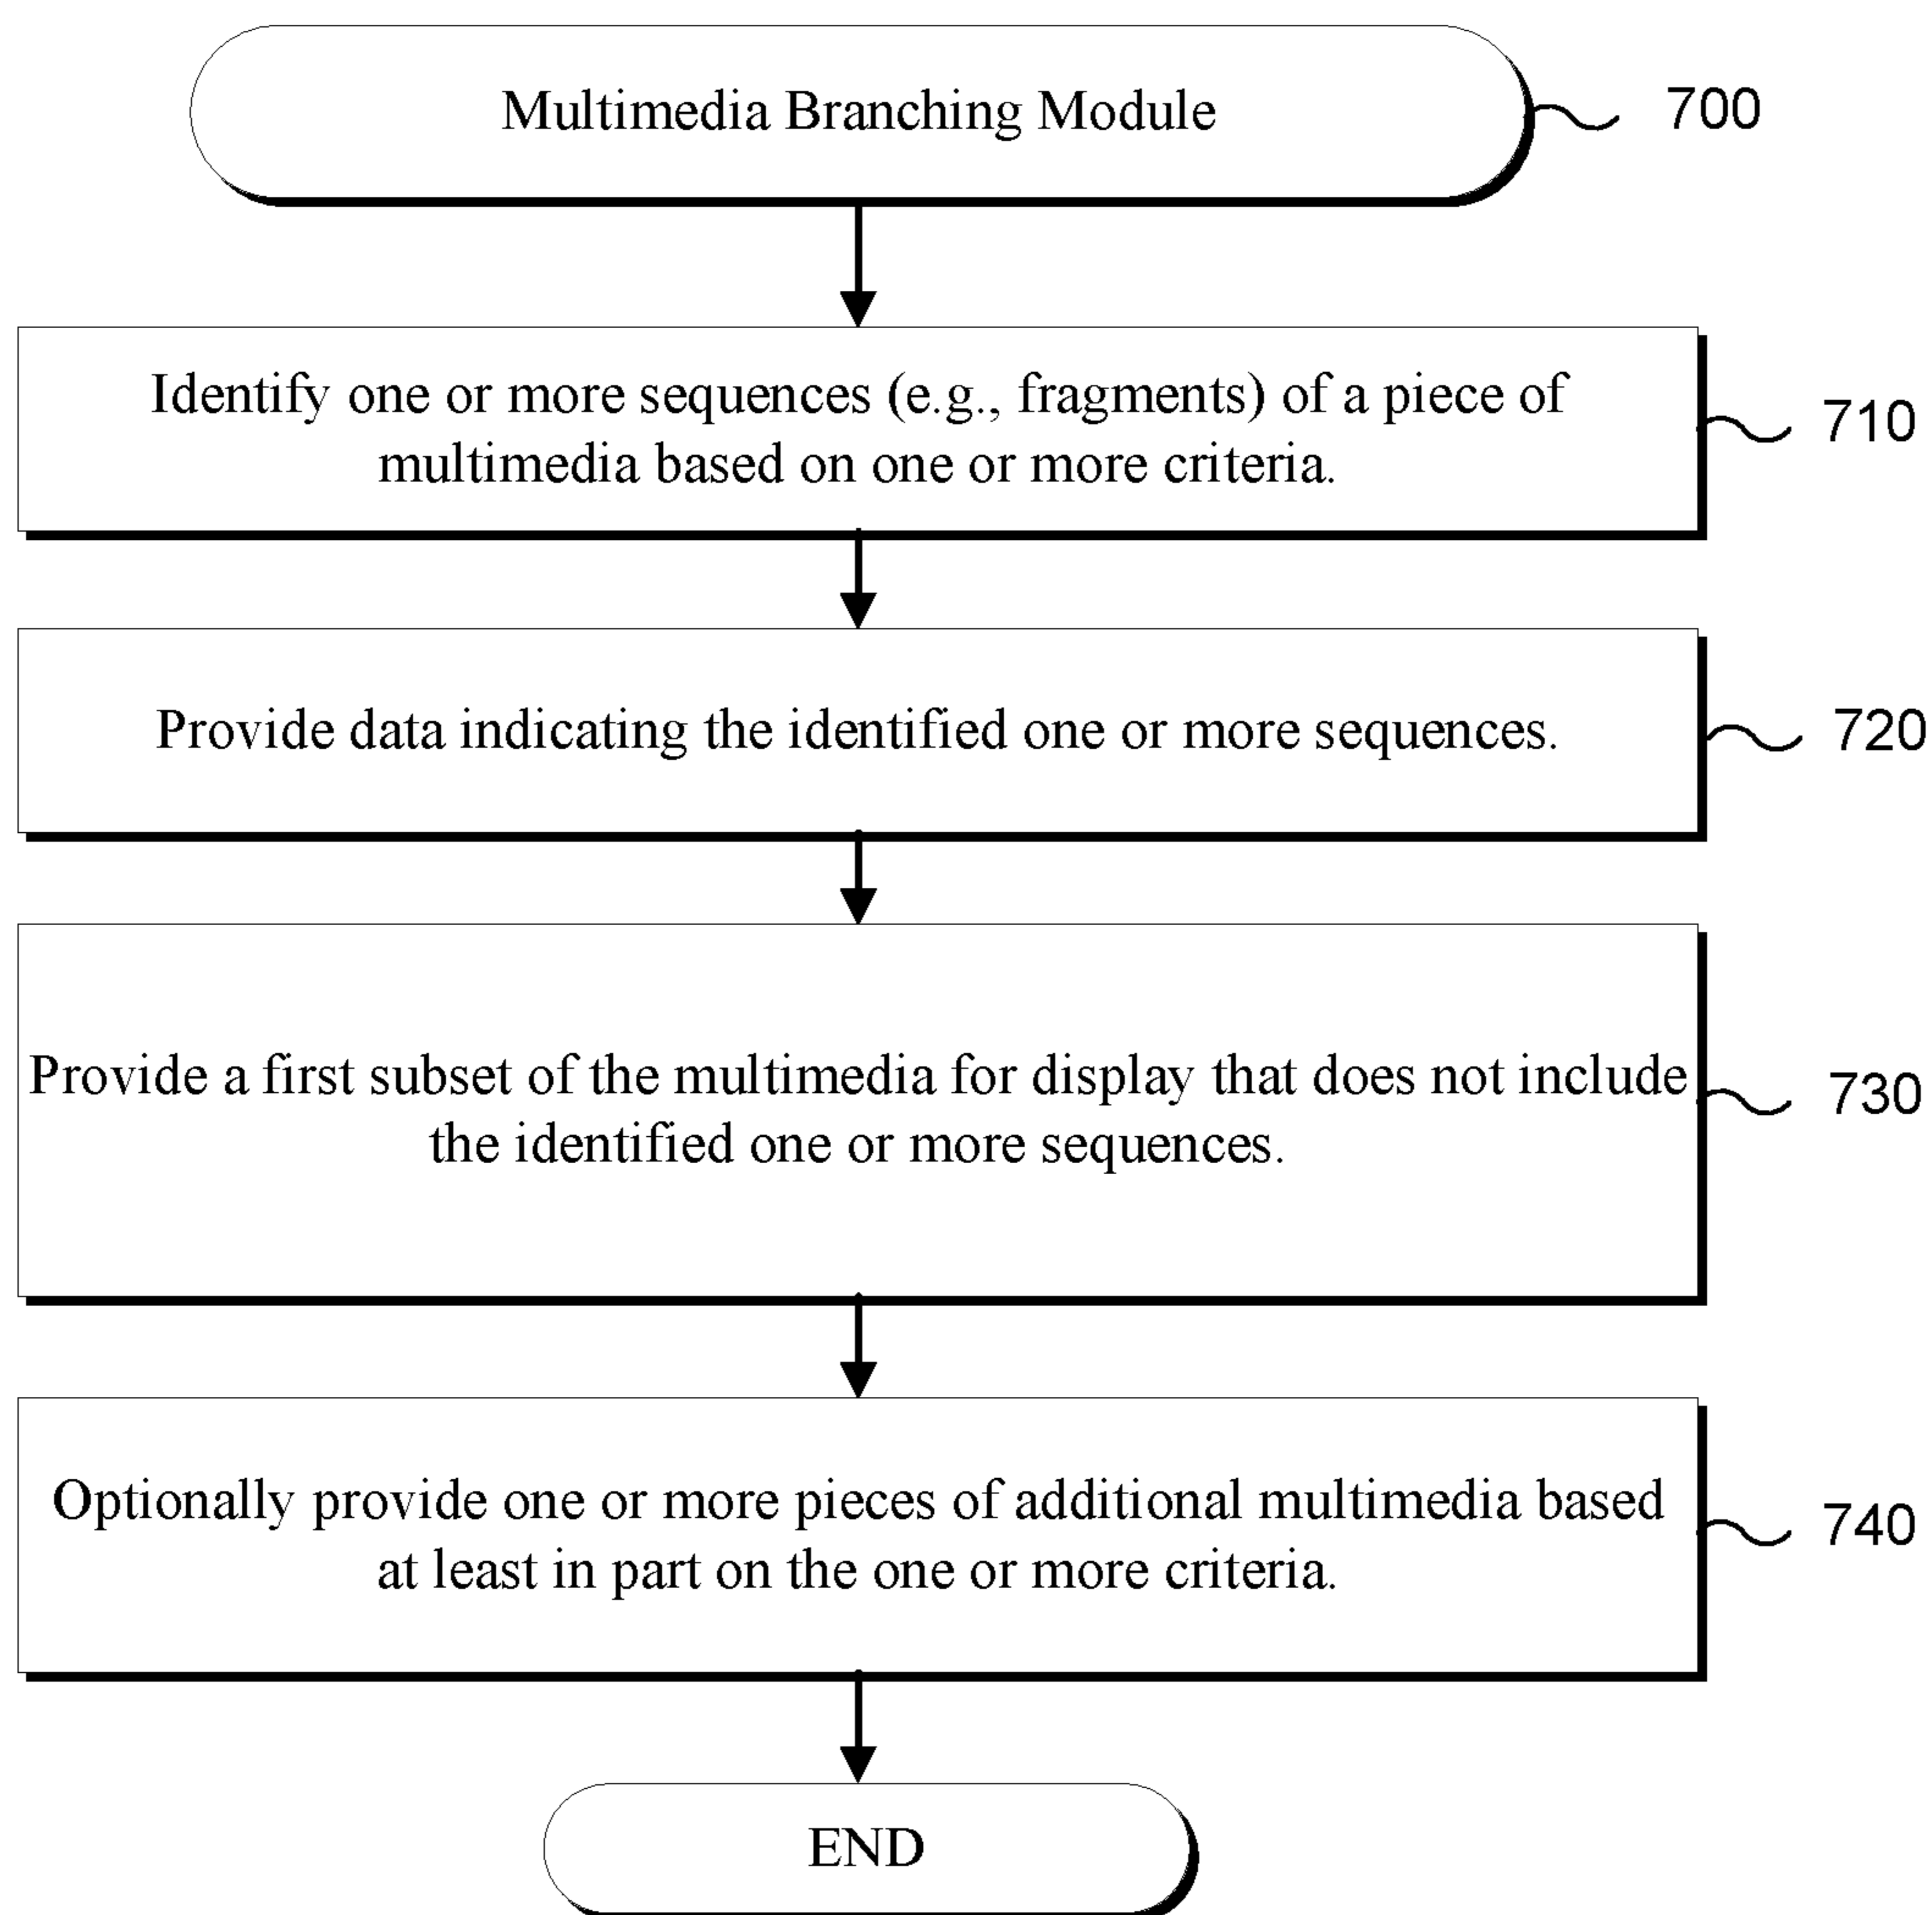 Multimedia Branching Module
700
Identify one or more sequences (e.g., fragments) of a piece of
multimedia based on one or more criteria.
710
Provide data indicating the identified one or more sequences.
720
Provide a first subset of the multimedia for display that does not include
the identified one or more sequences.
730
Optionally provide one or more pieces of additional multimedia based
at least in part on the one or more criteria.
740
END